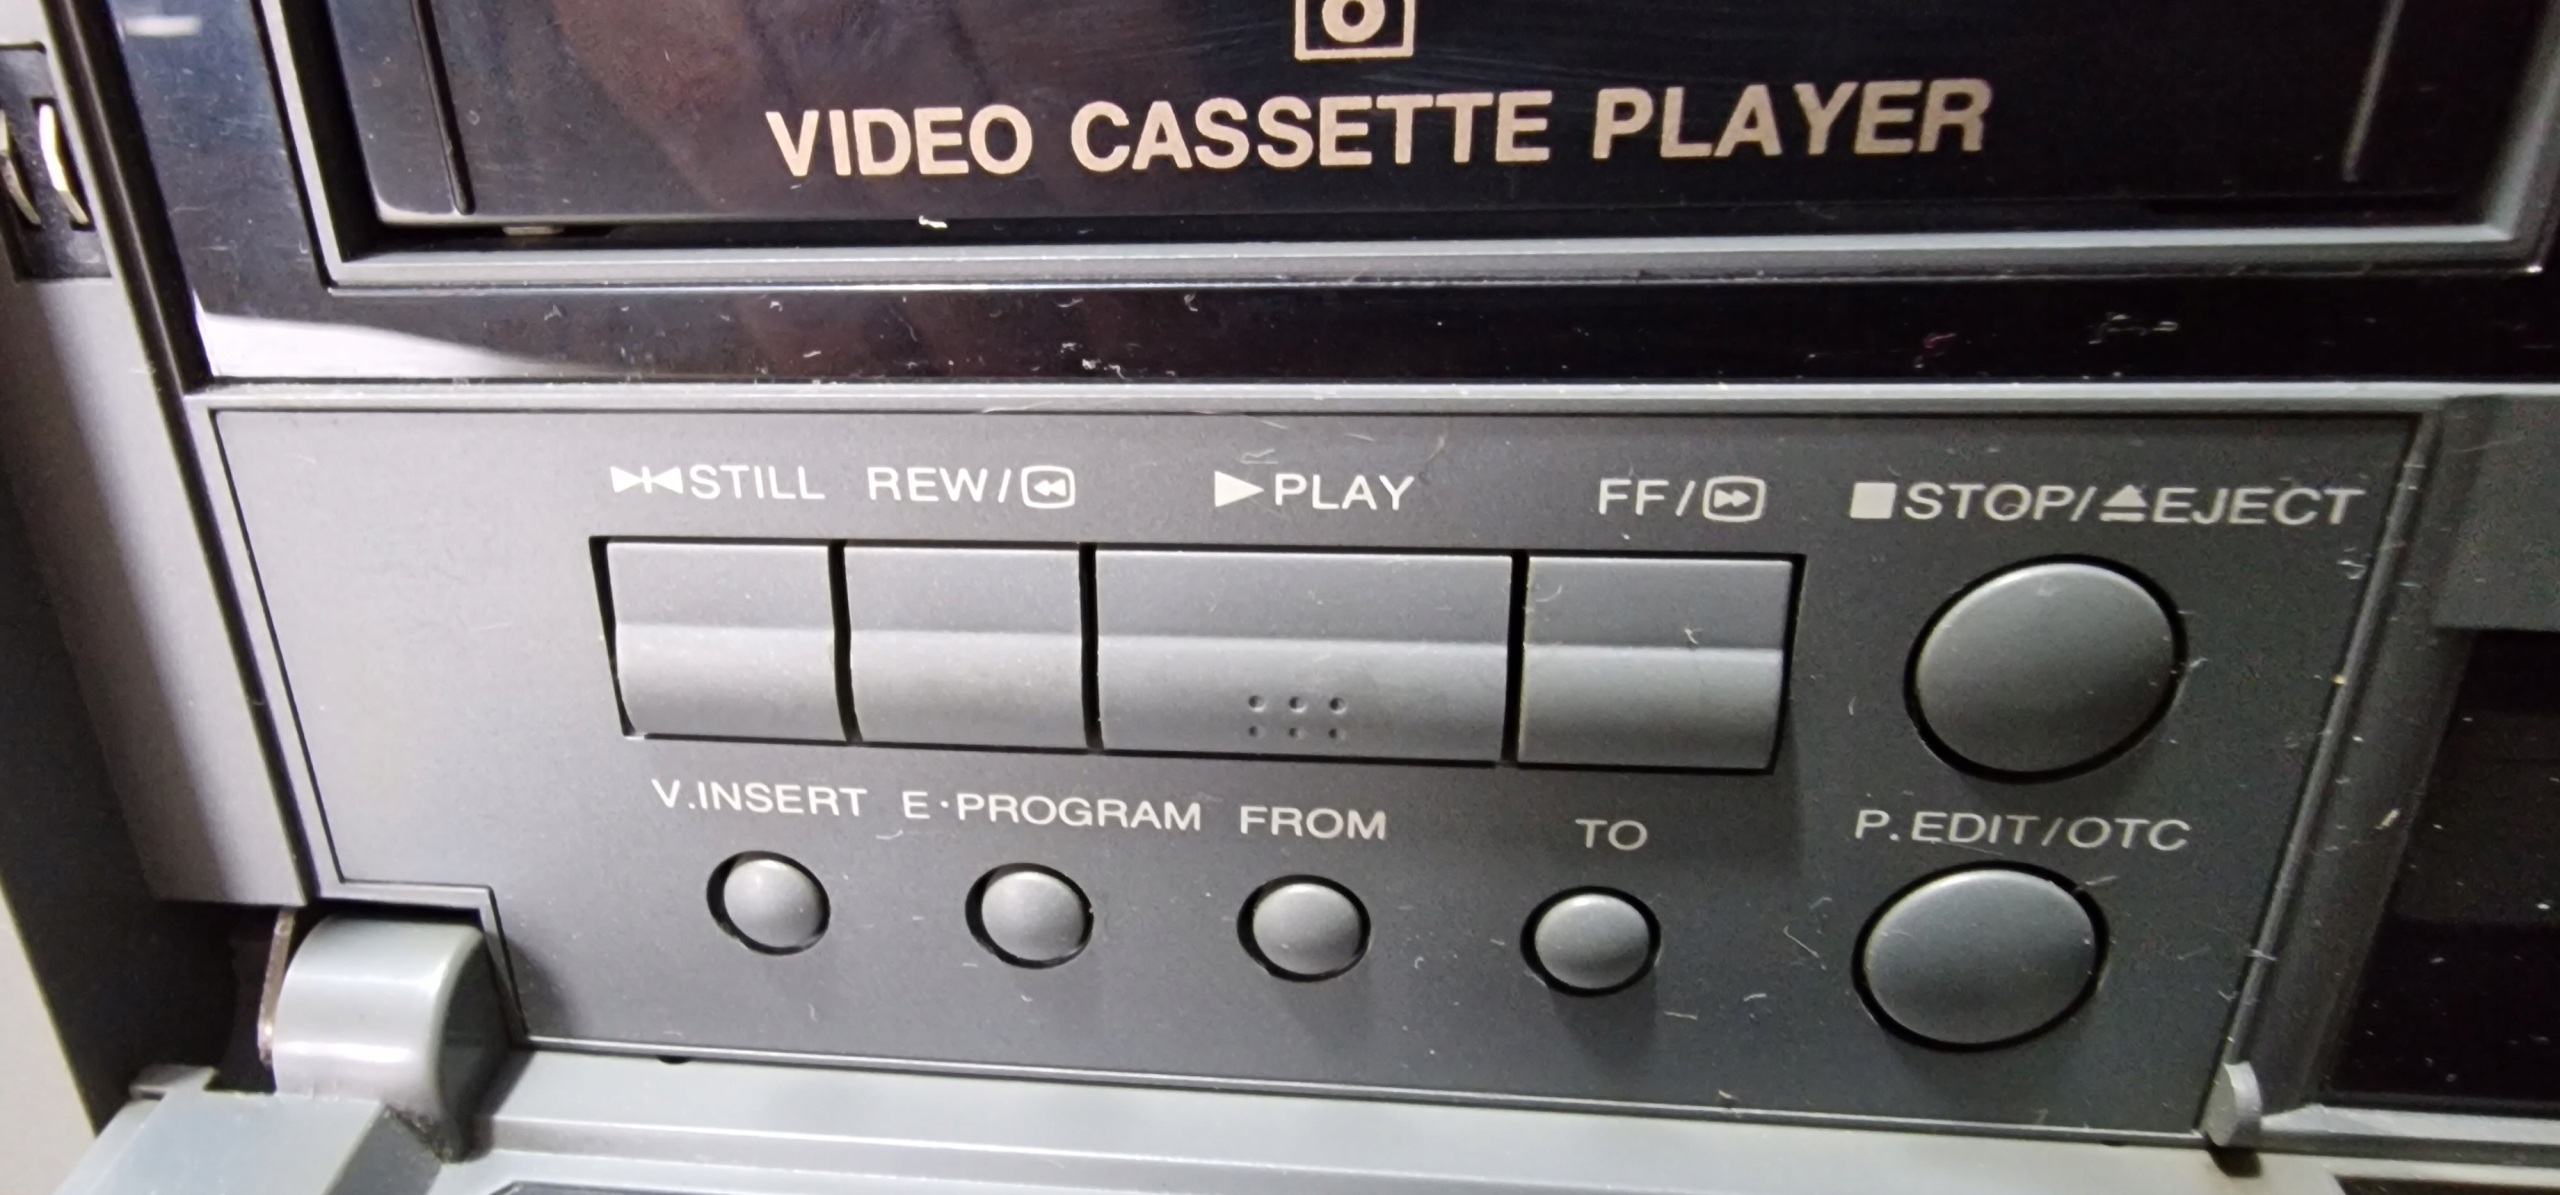 VIDEO CASSETTE PLAYER
STILL REW/ PLAY FF/ STOP/ EJECT
V.INSERT E·PROGRAM FROM TO P.EDIT/OTC